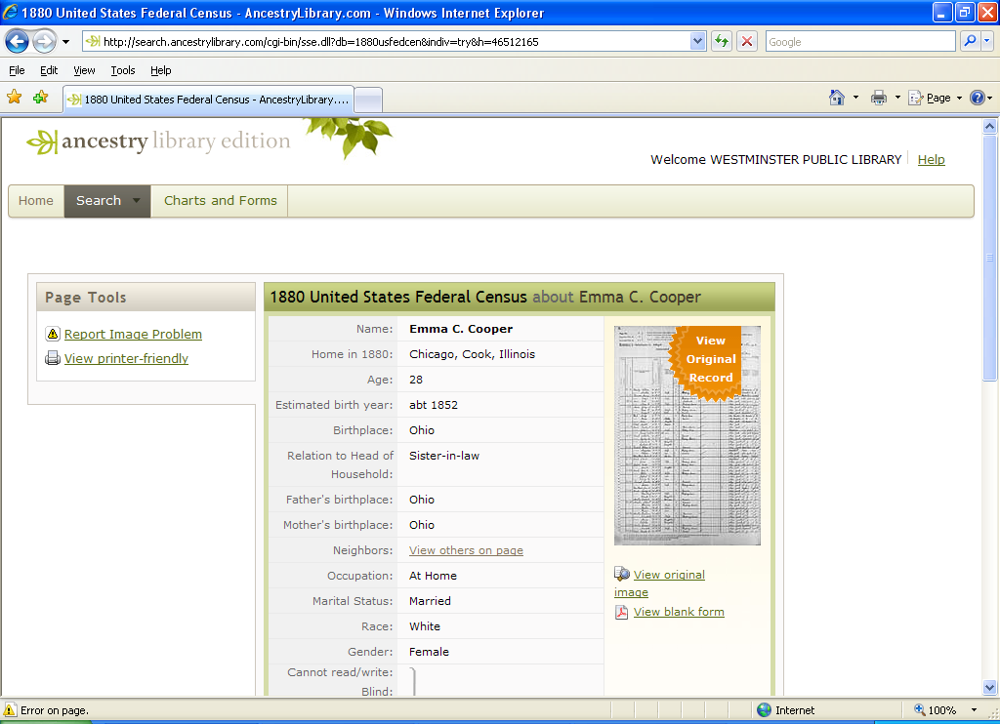 1880 United States Federal Census - AncestryLibrary.com - Windows Internet Explorer
http://search.ancestrylibrary.com/cgi-bin/sse.dll?db=1880usfedcen&indiv=try&h=46512165
Google
File Edit View Tools Help
1880 United States Federal Census - AncestryLibrary....
Page
ancestry library edition
Welcome WESTMINSTER PUBLIC LIBRARY Help
Home Search Charts and Forms
Page Tools
Report Image Problem
View printer-friendly
1880 United States Federal Census about Emma C. Cooper
Name: Emma C. Cooper
Home in 1880: Chicago, Cook, Illinois
Age: 28
Estimated birth year: abt 1852
Birthplace: Ohio
Relation to Head of Household: Sister-in-law
Father's birthplace: Ohio
Mother's birthplace: Ohio
Neighbors: View others on page
Occupation: At Home
Marital Status: Married
Race: White
Gender: Female
Cannot read/write:
Blind:
View
Original
Record
View original
image
View blank form
Error on page.
Internet
100%